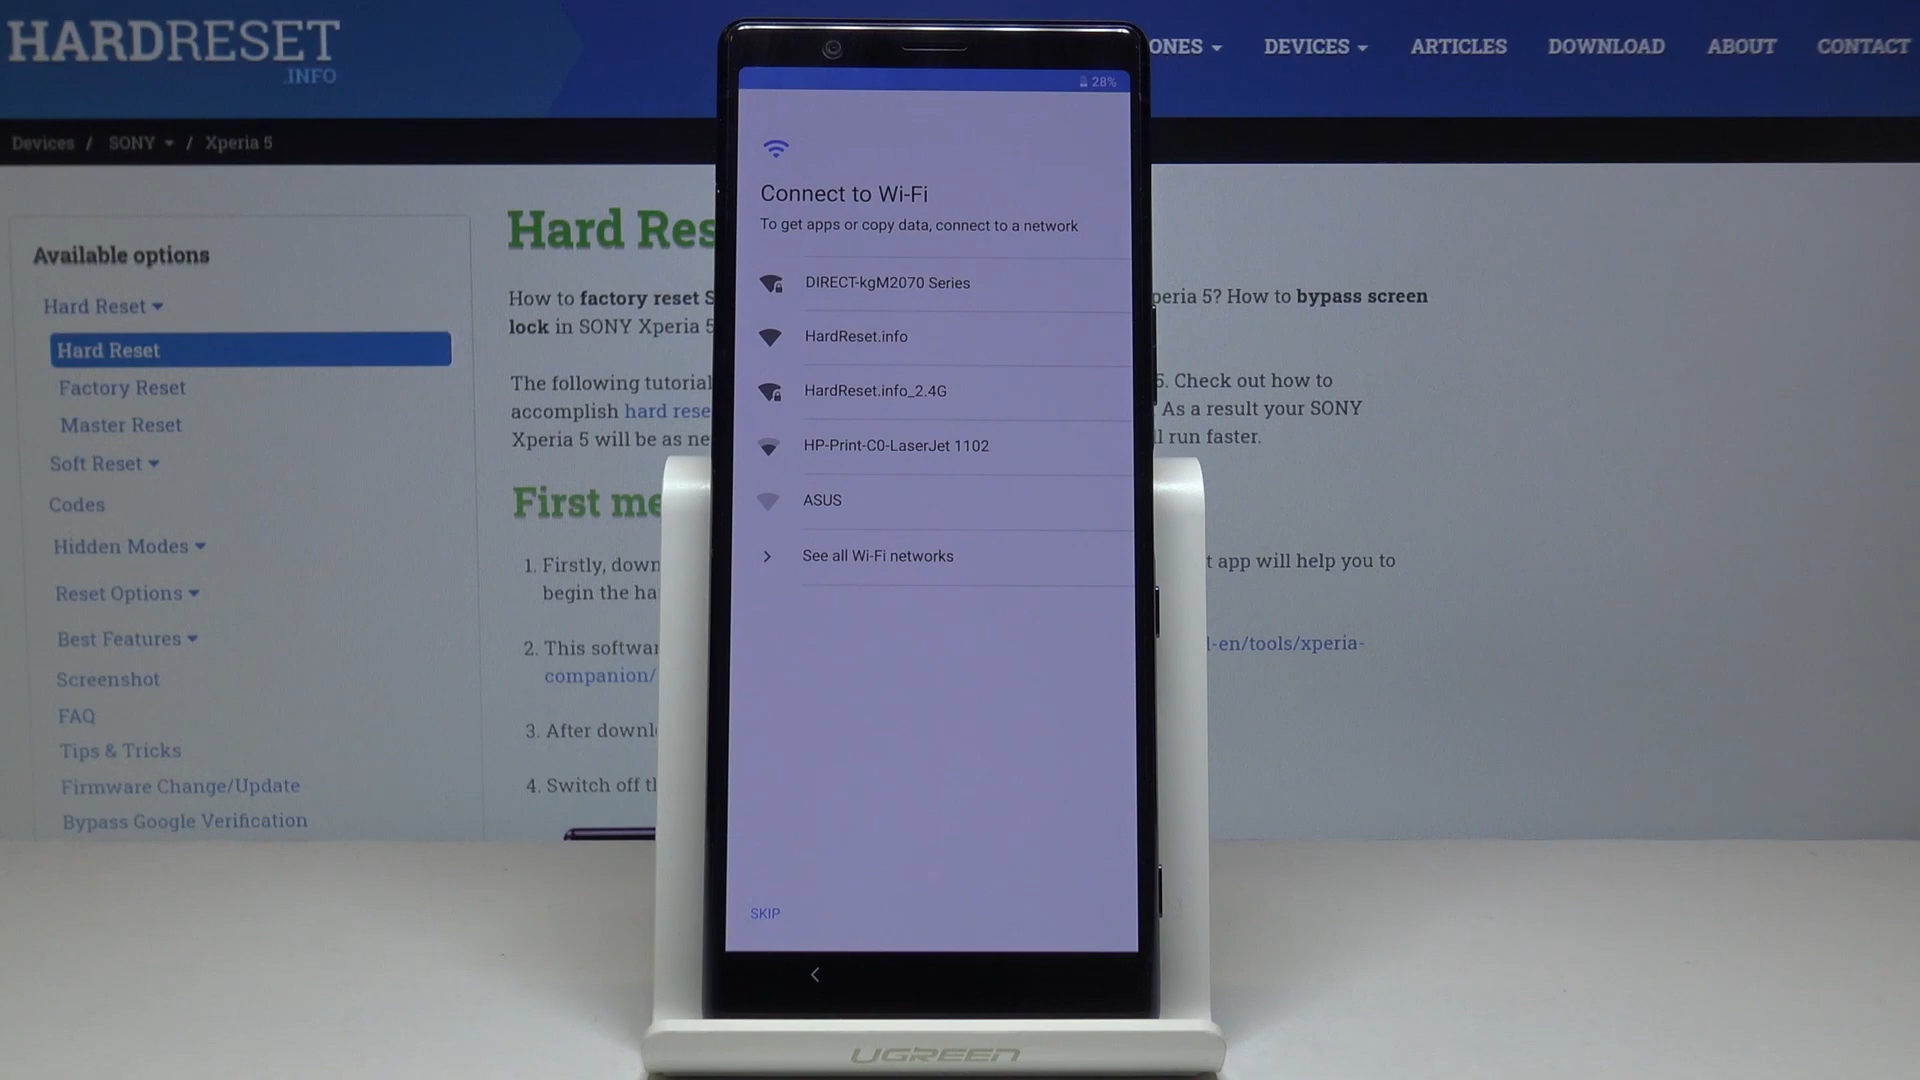 HARDRESET
.INFO
ONES
DEVICES
ARTICLES
DOWNLOAD
ABOUT
CONTACT
Devices / SONY / Xperia 5
Available options
Hard Reset
Hard Reset
Factory Reset
Master Reset
Soft Reset
Codes
Hidden Modes
Reset Options
Best Features
Screenshot
FAQ
Tips & Tricks
Firmware Change/Update
Bypass Google Verification
Hard Res
How to factory reset S
peria 5? How to bypass screen
lock in SONY Xperia 5
The following tutorial
5. Check out how to
accomplish hard rese
As a result your SONY
Xperia 5 will be as ne
ll run faster.
First me
1. Firstly, down
t app will help you to
begin the ha
2. This softwar
l-en/tools/xperia-
companion/
3. After downl
4. Switch off th
28%
Connect to Wi-Fi
To get apps or copy data, connect to a network
DIRECT-kgM2070 Series
HardReset.info
HardReset.info_2.4G
HP-Print-C0-LaserJet 1102
ASUS
See all Wi-Fi networks
SKIP
UGREEN